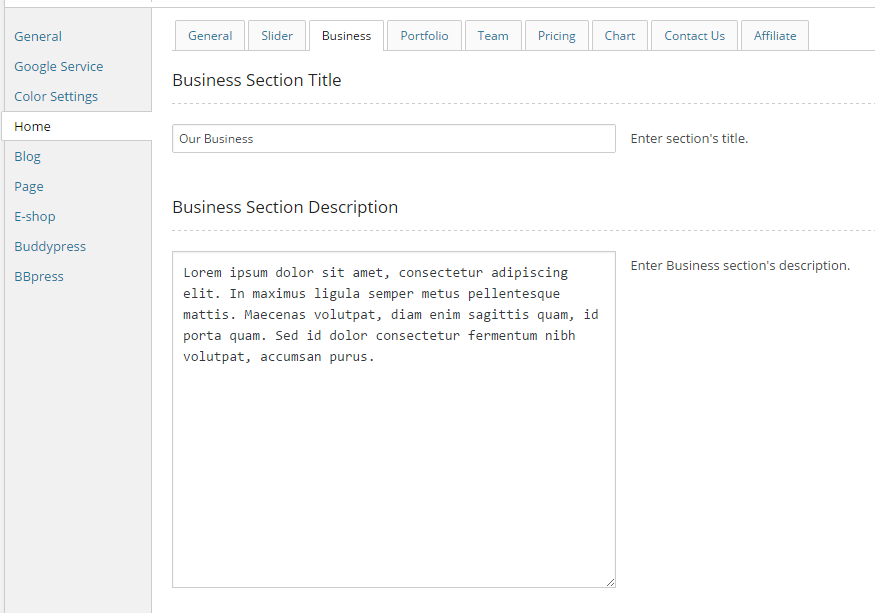 General
Google Service
Color Settings
Home
Blog
Page
E-shop
Buddypress
BBpress
General Slider Business Portfolio Team Pricing Chart Contact Us Affiliate
Business Section Title
Our Business Enter section's title.
Business Section Description
Enter Business section's description.
Lorem ipsum dolor sit amet, consectetur adipiscing
elit. In maximus ligula semper metus pellentesque
mattis. Maecenas volutpat, diam enim sagittis quam, id
porta quam. Sed id dolor consectetur fermentum nibh
volutpat, accumsan purus.